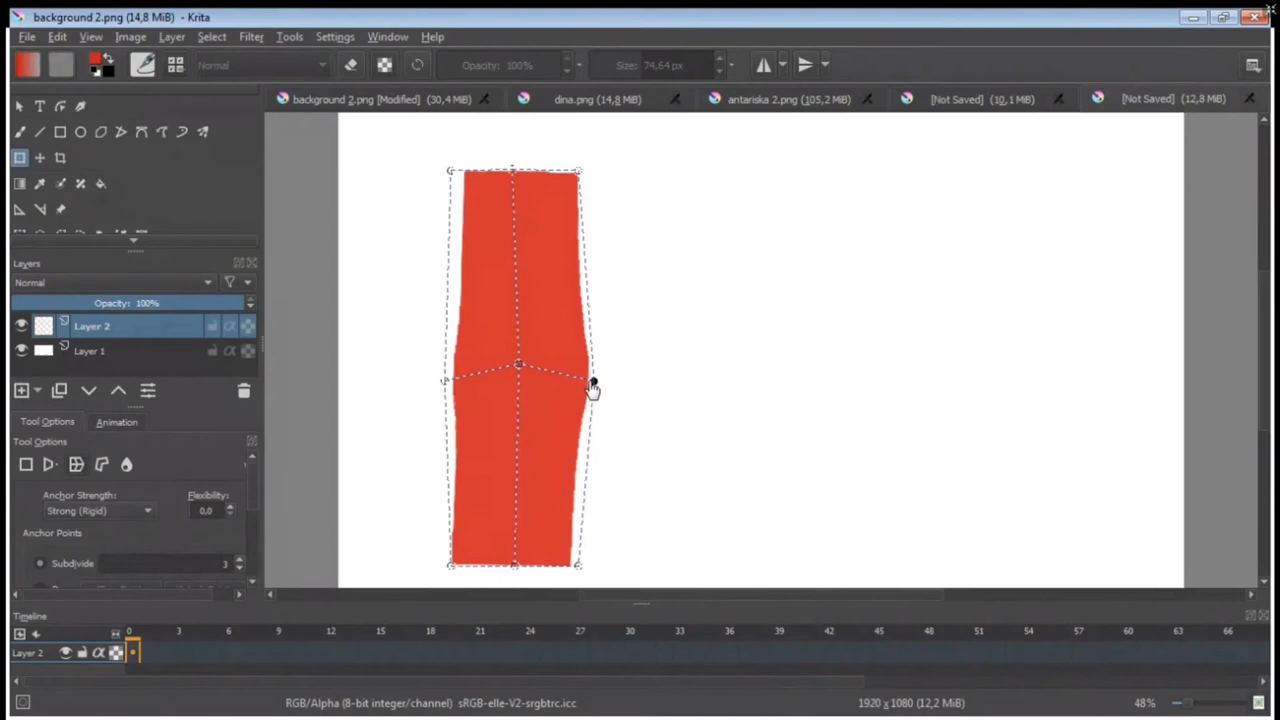 background 2.png (14,8 MiB) - Krita
File Edit View Image Layer Select Filter Tools Settings Window Help
Normal Opacity: 100% Size: 74,64 px
background 2.png [Modified] (30,4 MiB) dina.png (14,8 MiB) antariska 2.png (105,2 MiB) [Not Saved] (10,1 MiB) [Not Saved] (12,8 MiB)
Layers
Normal
Opacity: 100%
Layer 2
Layer 1
Tool Options Animation
Tool Options
Anchor Strength: Flexibility:
Strong (Rigid) 0,0
Anchor Points
Subdivide 3
Timeline
0 3 6 9 12 15 18 21 24 27 30 33 36 39 42 45 48 51 54 57 60 63 66
Layer 2
RGB/Alpha (8-bit integer/channel) sRGB-elle-V2-srgbtrc.icc 1920 x 1080 (12,2 MiB) 48%